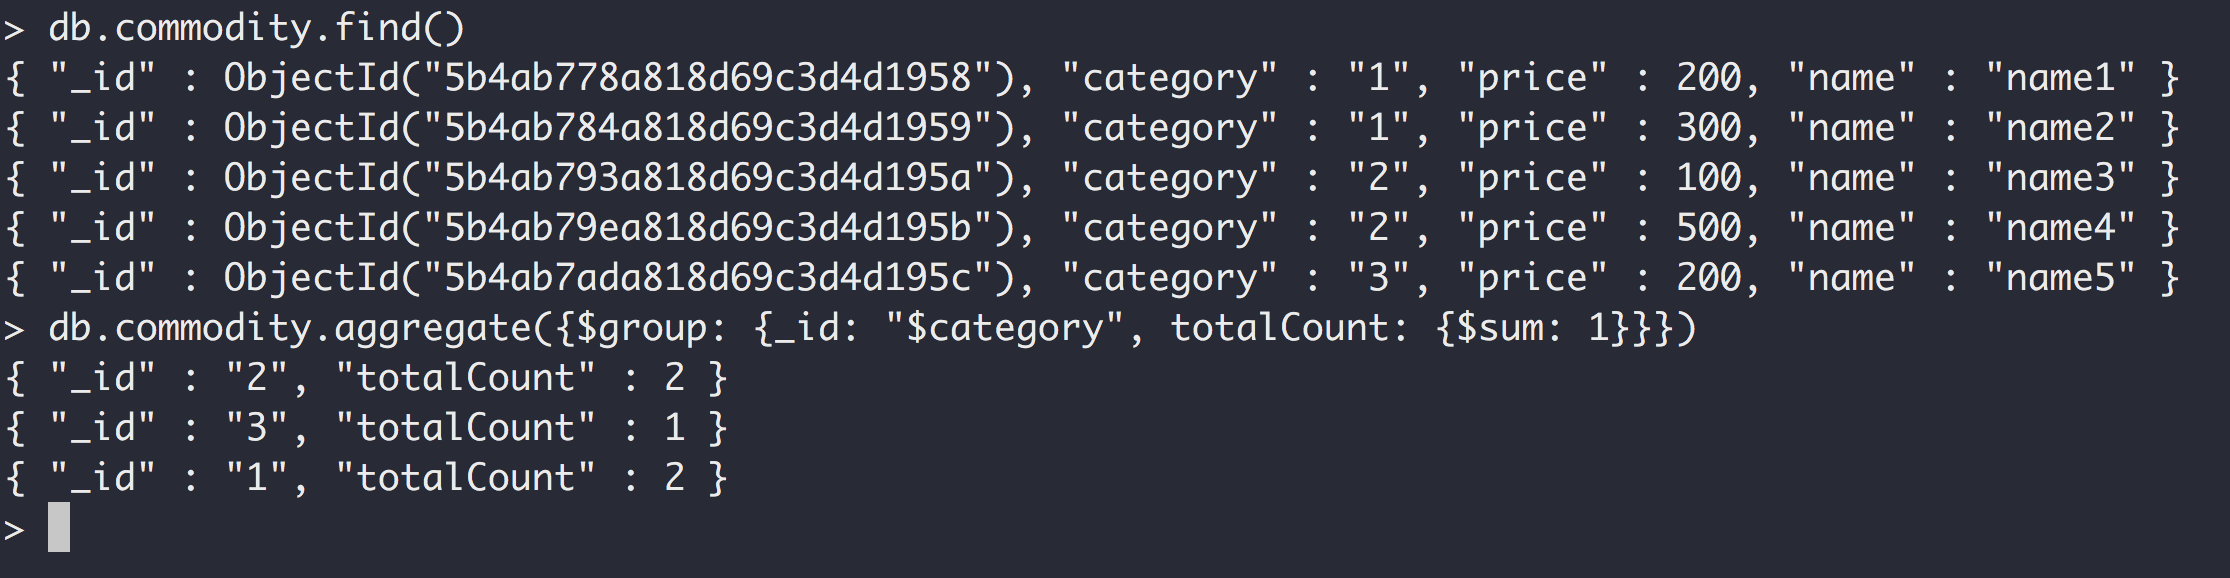 > db.commodity.find()
{ "_id" : ObjectId("5b4ab778a818d69c3d4d1958"), "category" : "1", "price" : 200, "name" : "name1" }
{ "_id" : ObjectId("5b4ab784a818d69c3d4d1959"), "category" : "1", "price" : 300, "name" : "name2" }
{ "_id" : ObjectId("5b4ab793a818d69c3d4d195a"), "category" : "2", "price" : 100, "name" : "name3" }
{ "_id" : ObjectId("5b4ab79ea818d69c3d4d195b"), "category" : "2", "price" : 500, "name" : "name4" }
{ "_id" : ObjectId("5b4ab7ada818d69c3d4d195c"), "category" : "3", "price" : 200, "name" : "name5" }
> db.commodity.aggregate({$group: {_id: "$category", totalCount: {$sum: 1}}})
{ "_id" : "2", "totalCount" : 2 }
{ "_id" : "3", "totalCount" : 1 }
{ "_id" : "1", "totalCount" : 2 }
>